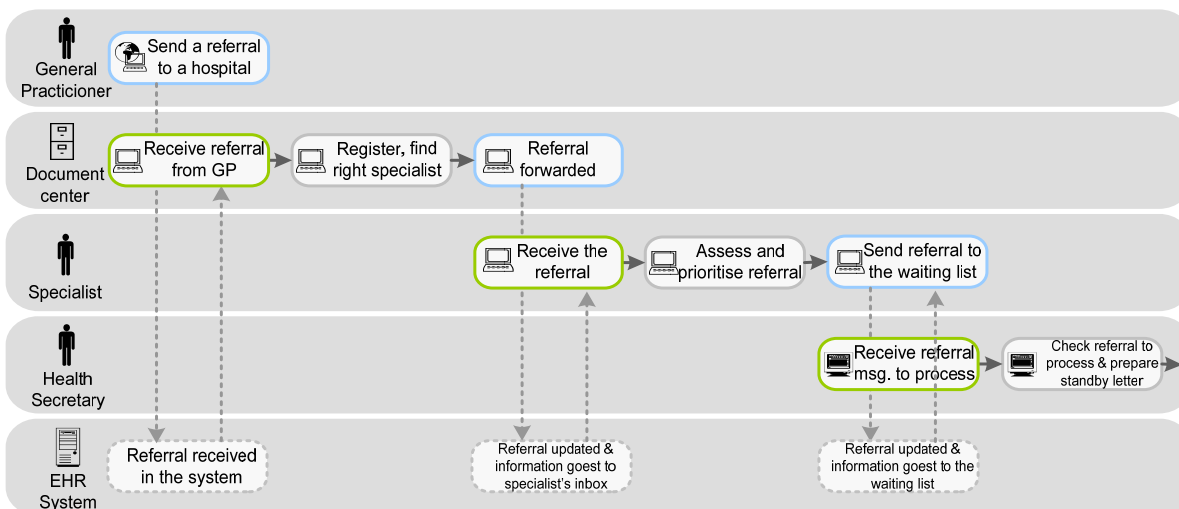 General
Practicioner
Send a referral
to a hospital
Document
center
Receive referral
from GP
Register, find
right specialist
Referral
forwarded
Specialist
Receive the
referral
Assess and
prioritise referral
Send referral to
the waiting list
Health
Secretary
Receive referral
msg. to process
Check referral to
process & prepare
standby letter
EHR
System
Referral received
in the system
Referral updated &
information goest to
specialist's inbox
Referral updated &
information goest to the
waiting list